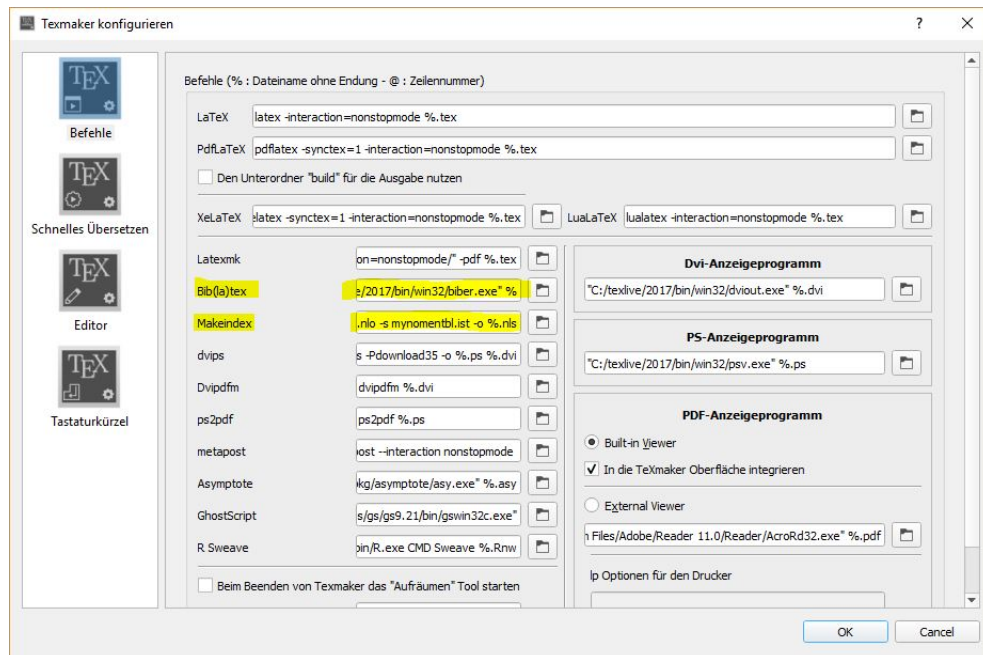 Texmaker konfigurieren ? X
TEX
Befehle
TEX
Schnelles Übersetzen
TEX
Editor
TEX
Tastaturkürzel
Befehle (% : Dateiname ohne Endung - @ : Zeilennummer)
LaTeX latex -interaction=nonstopmode %.tex
PdfLaTeX pdflatex -synctex=1 -interaction=nonstopmode %.tex
Den Unterordner "build" für die Ausgabe nutzen
XeLaTeX elatex -synctex=1 -interaction=nonstopmode %.tex LuaLaTeX lualatex -interaction=nonstopmode %.tex
Latexmk on=nonstopmode/" -pdf %.tex
Bib(la)tex e/2017/bin/win32/biber.exe" %
Makeindex .nlo -s mynomentbl.ist -o %.nls
dvips s -Pdownload35 -o %.ps %.dvi
Dvipdfm dvipdfm %.dvi
ps2pdf ps2pdf %.ps
metapost ost --interaction nonstopmode
Asymptote kg/asymptote/asy.exe" %.asy
GhostScript s/gs/gs9.21/bin/gswin32c.exe"
R Sweave bin/R.exe CMD Sweave %.Rnw
Beim Beenden von Texmaker das "Aufräumen" Tool starten
Dvi-Anzeigeprogramm
"C:/texlive/2017/bin/win32/dviout.exe" %.dvi
PS-Anzeigeprogramm
"C:/texlive/2017/bin/win32/psv.exe" %.ps
PDF-Anzeigeprogramm
Built-in Viewer
In die TeXmaker Oberfläche integrieren
External Viewer
n Files/Adobe/Reader 11.0/Reader/AcroRd32.exe" %.pdf
lp Optionen für den Drucker
OK Cancel